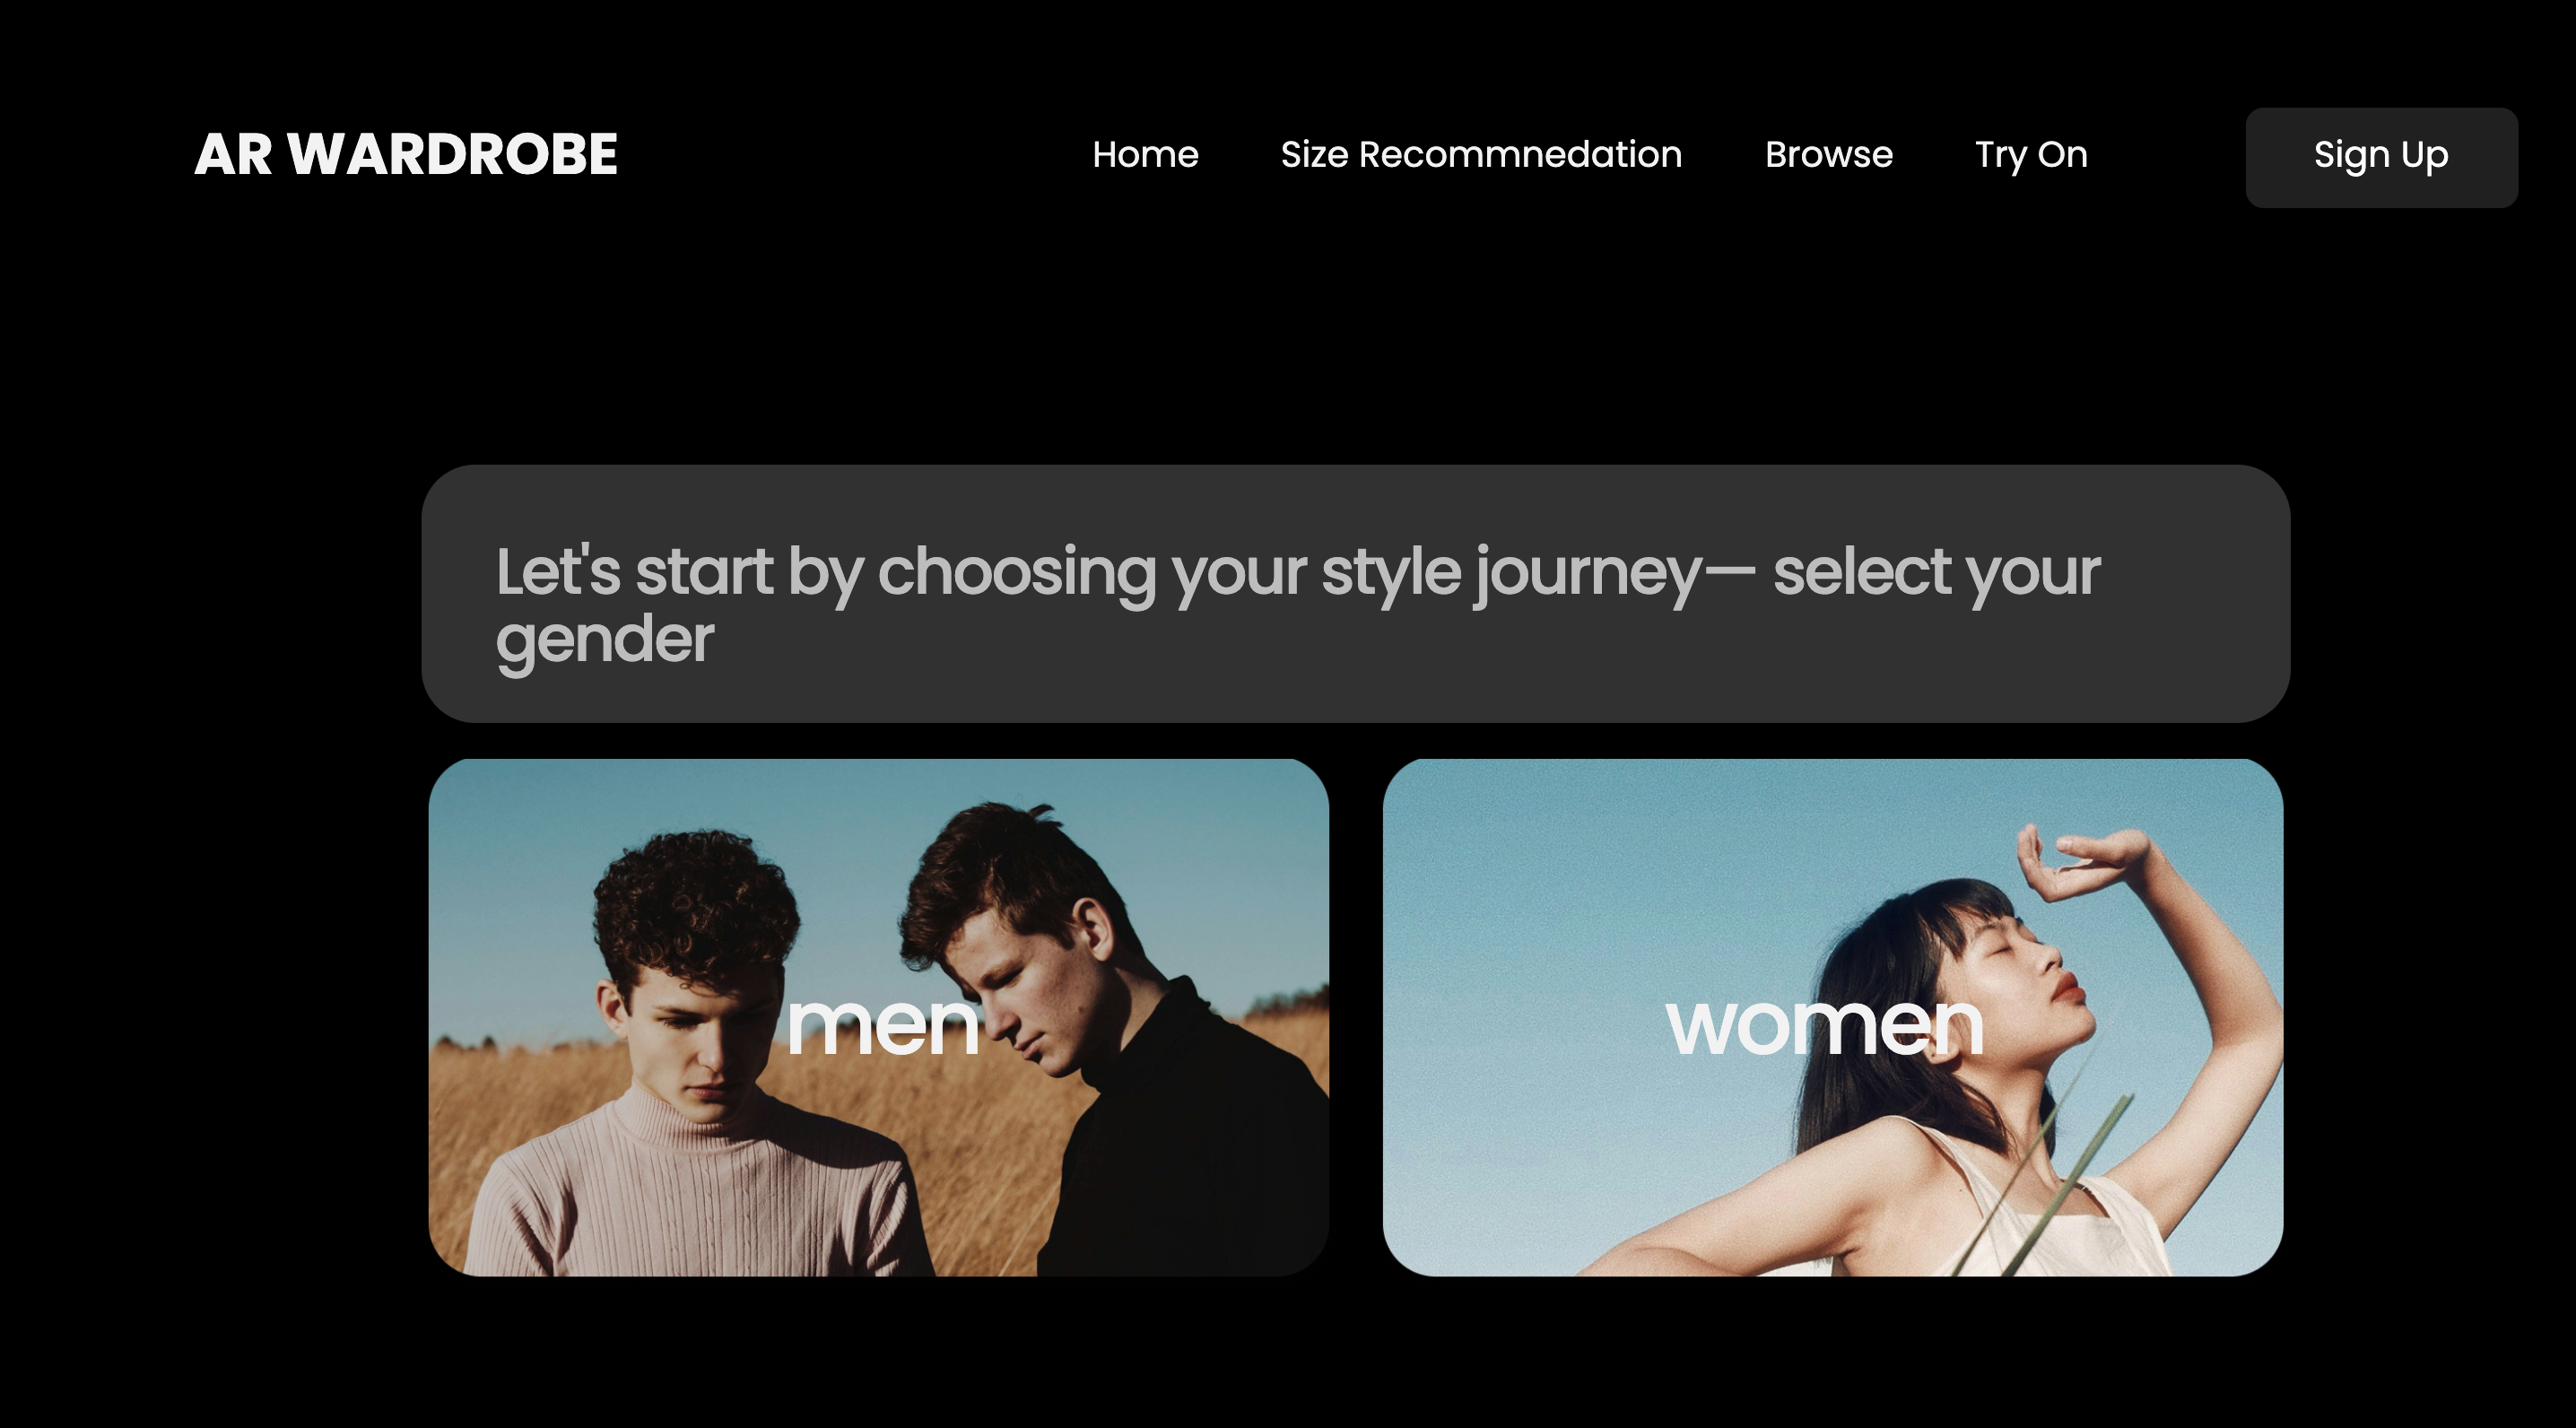 AR WARDROBE
Home
Size Recommnedation
Browse
Try On
Sign Up
Let's start by choosing your style journey— select your
gender
men
women